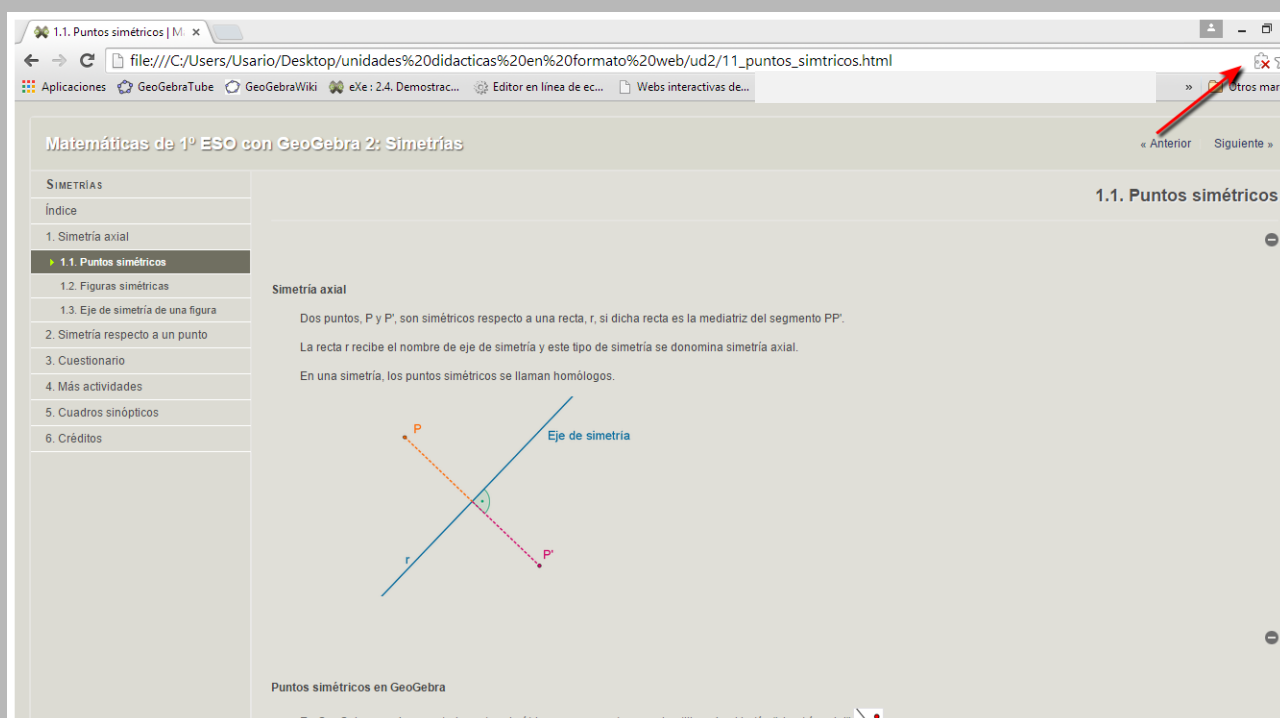 1.1. Puntos simétricos | M
file:///C:/Users/Usario/Desktop/unidades%20didacticas%20en%20formato%20web/ud2/11_puntos_simtricos.html
Aplicaciones GeoGebraTube GeoGebraWiki eXe : 2.4. Demostrac... Editor en línea de ec... Webs interactivas de... » Otros mar
Matemáticas de 1º ESO con GeoGebra 2: Simetrías
« Anterior Siguiente »
Simetrías
Índice
1. Simetría axial
1.1. Puntos simétricos
1.2. Figuras simétricas
1.3. Eje de simetría de una figura
2. Simetría respecto a un punto
3. Cuestionario
4. Más actividades
5. Cuadros sinópticos
6. Créditos
1.1. Puntos simétricos
Simetría axial
Dos puntos, P y P', son simétricos respecto a una recta, r, si dicha recta es la mediatriz del segmento PP'.
La recta r recibe el nombre de eje de simetría y este tipo de simetría se donomina simetría axial.
En una simetría, los puntos simétricos se llaman homólogos.
P
Eje de simetría
r
P'
Puntos simétricos en GeoGebra